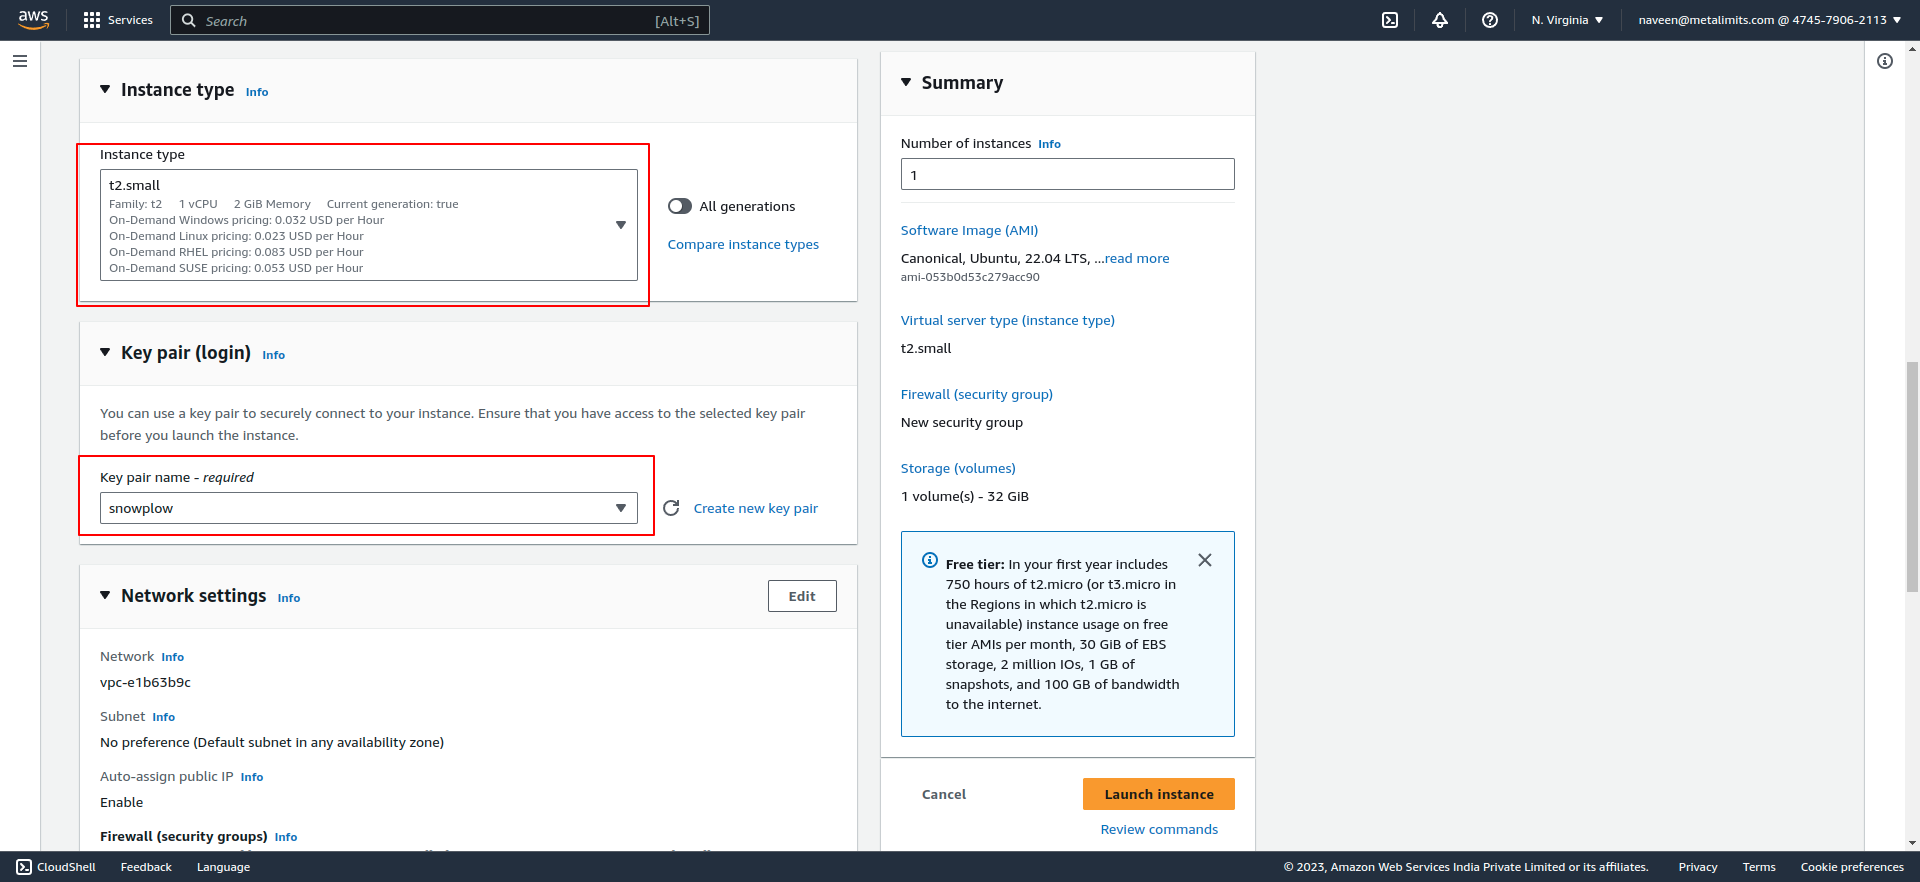 aws
Services
Search
[Alt+S]
N. Virginia
naveen@metalimits.com @ 4745-7906-2113
Instance type Info
Instance type
t2.small
Family: t2 1 vCPU 2 GiB Memory Current generation: true
On-Demand Windows pricing: 0.032 USD per Hour
On-Demand Linux pricing: 0.023 USD per Hour
On-Demand RHEL pricing: 0.083 USD per Hour
On-Demand SUSE pricing: 0.053 USD per Hour
All generations
Compare instance types
Key pair (login) Info
You can use a key pair to securely connect to your instance. Ensure that you have access to the selected key pair
before you launch the instance.
Key pair name - required
snowplow
Create new key pair
Network settings Info
Edit
Network Info
vpc-e1b63b9c
Subnet Info
No preference (Default subnet in any availability zone)
Auto-assign public IP Info
Enable
Firewall (security groups) Info
Summary
Number of instances Info
1
Software Image (AMI)
Canonical, Ubuntu, 22.04 LTS, ...read more
ami-053b0d53c279acc90
Virtual server type (instance type)
t2.small
Firewall (security group)
New security group
Storage (volumes)
1 volume(s) - 32 GiB
Free tier: In your first year includes
750 hours of t2.micro (or t3.micro in
the Regions in which t2.micro is
unavailable) instance usage on free
tier AMIs per month, 30 GiB of EBS
storage, 2 million IOs, 1 GB of
snapshots, and 100 GB of bandwidth
to the internet.
Cancel
Launch instance
Review commands
CloudShell
Feedback
Language
© 2023, Amazon Web Services India Private Limited or its affiliates.
Privacy
Terms
Cookie preferences